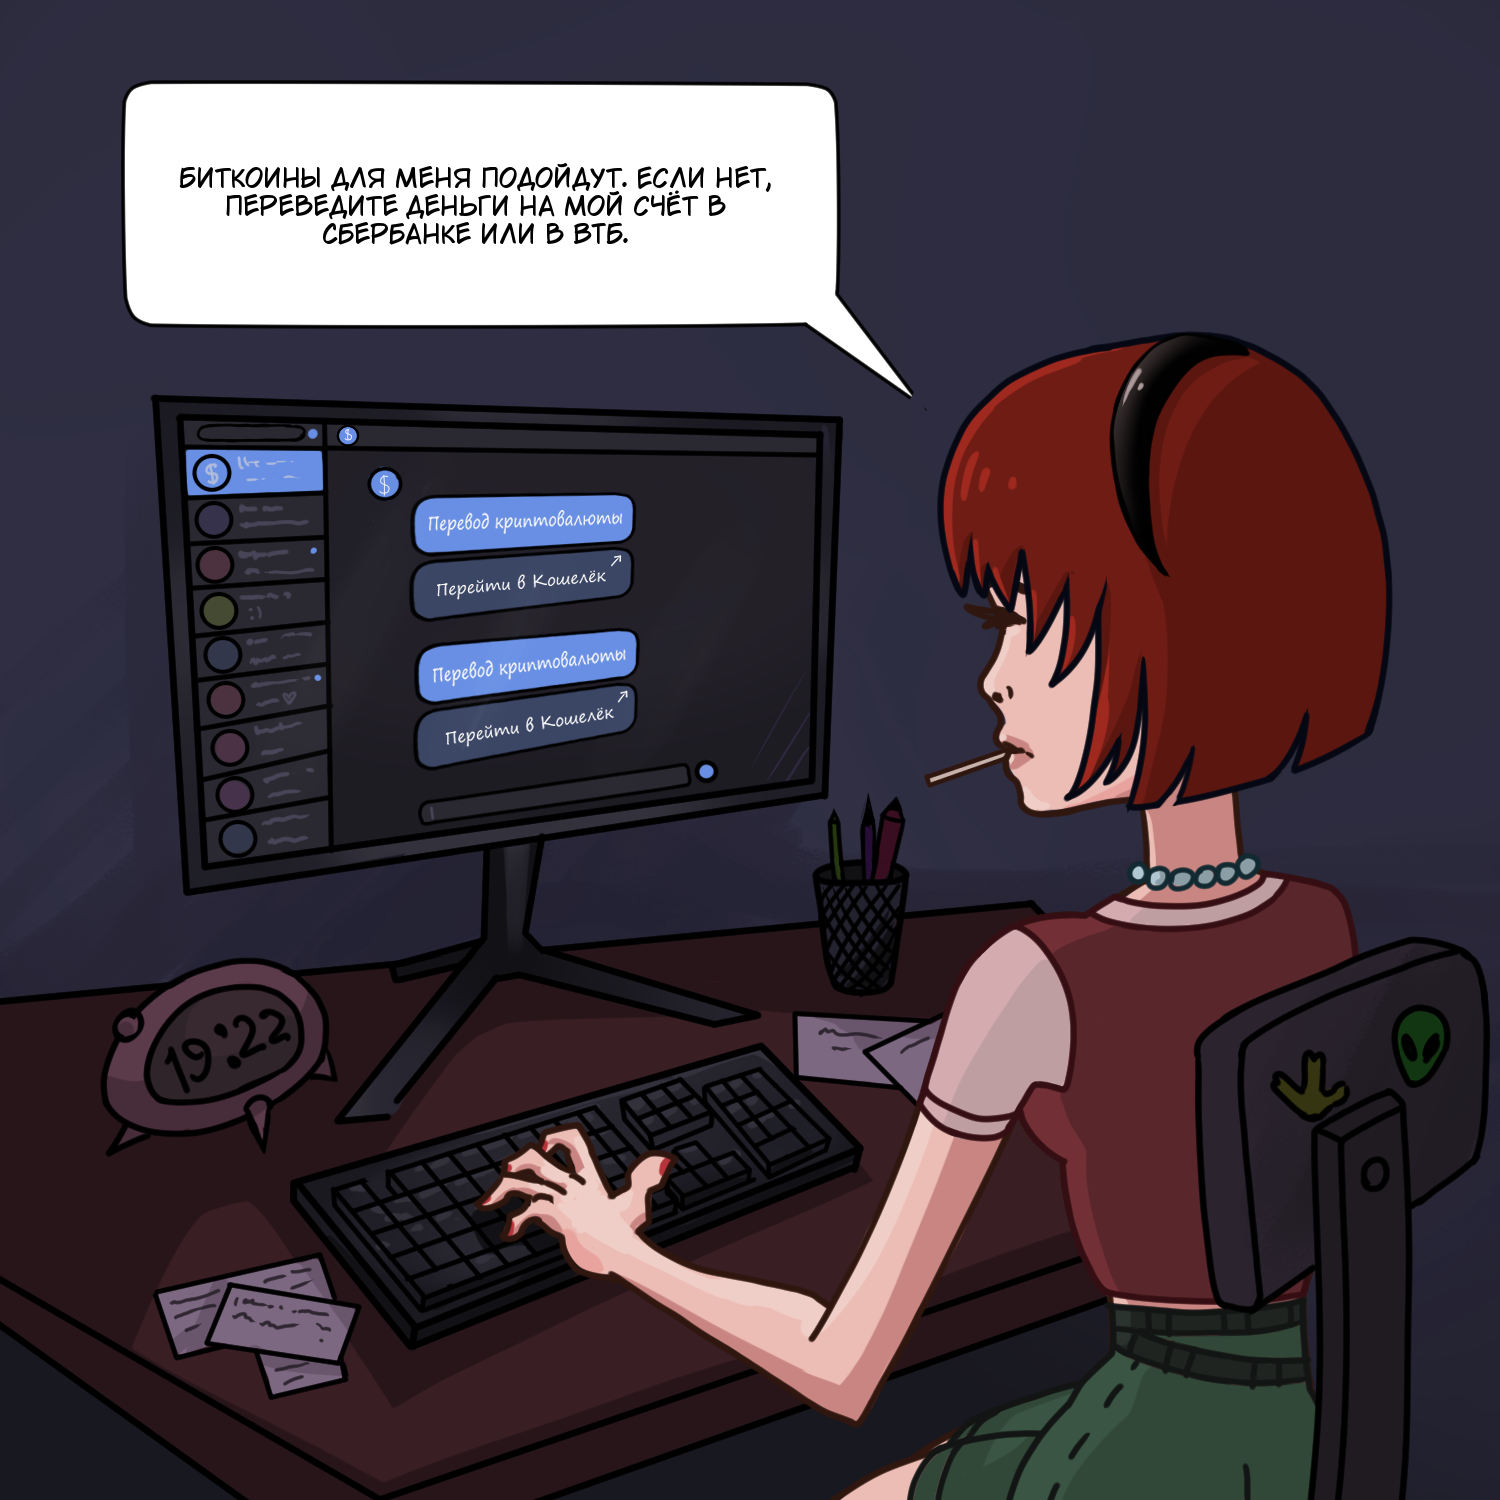 БИТКОИНЫ ДЛЯ МЕНЯ ПОДОЙДУТ. ЕСЛИ НЕТ,
ПЕРЕВЕДИТЕ ДЕНЬГИ НА МОЙ СЧЁТ В
СБЕРБАНКЕ ИЛИ В ВТБ.
$
$
$
Перевод криптовалюты
Перейти в Кошелёк
Перевод криптовалюты
Перейти в Кошелёк
:)
19:22